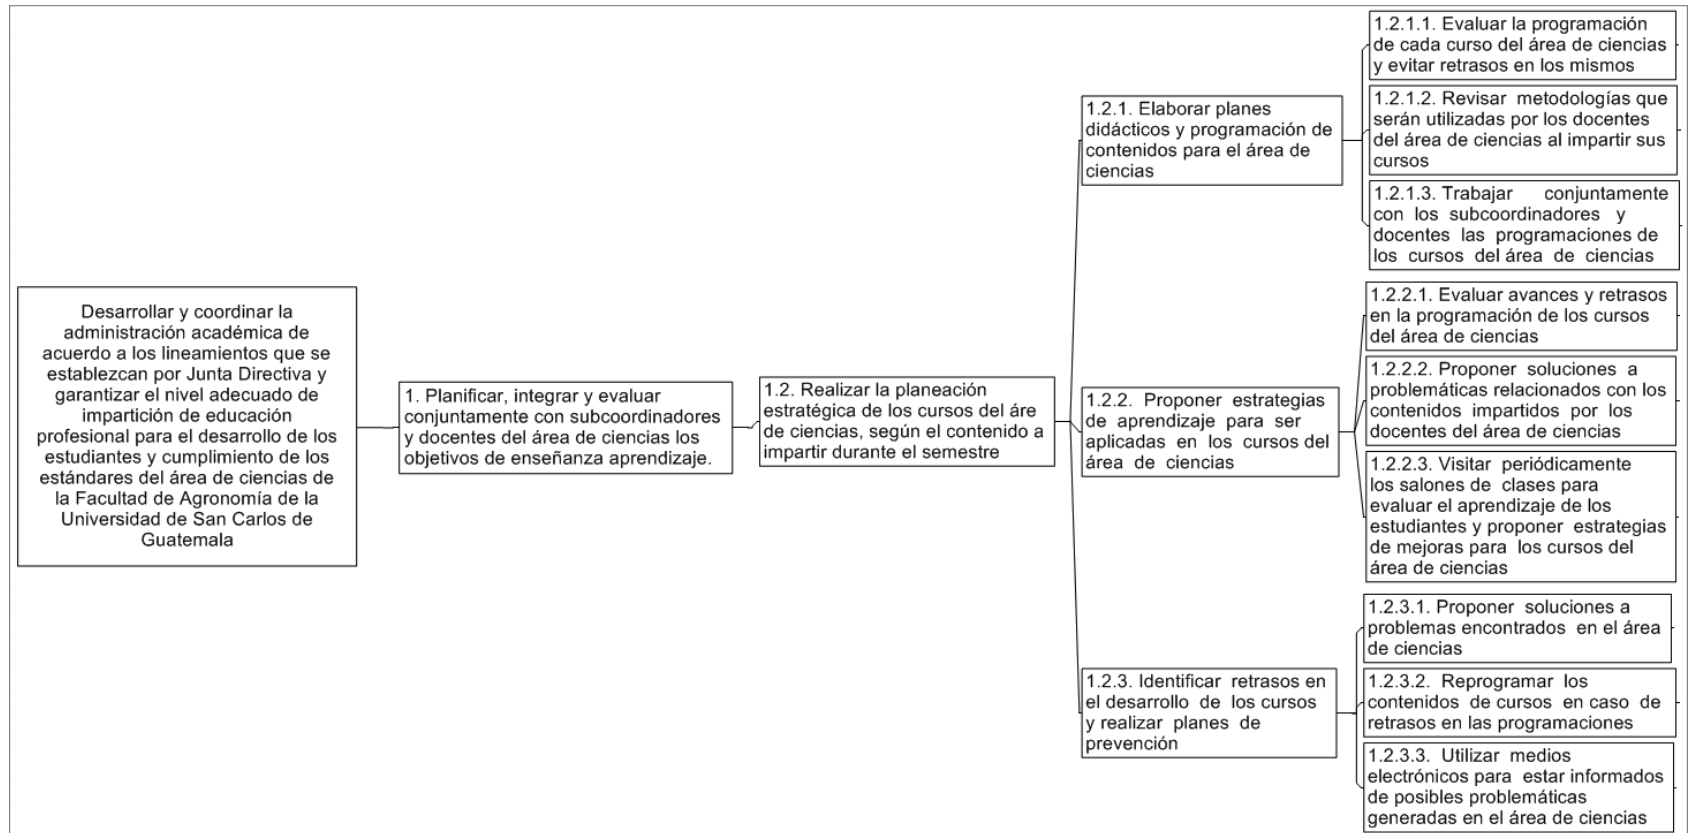 Desarrollar y coordinar la
administración académica de
acuerdo a los lineamientos que se
establezcan por Junta Directiva y
garantizar el nivel adecuado de
impartición de educación
profesional para el desarrollo de los
estudiantes y cumplimiento de los
estándares del área de ciencias de
la Facultad de Agronomía de la
Universidad de San Carlos de
Guatemala
1. Planificar, integrar y evaluar
conjuntamente con subcoordinadores
y docentes del área de ciencias los
objetivos de enseñanza aprendizaje.
1.2. Realizar la planeación
estratégica de los cursos del áre
de ciencias, según el contenido a
impartir durante el semestre
1.2.1. Elaborar planes
didácticos y programación de
contenidos para el área de
ciencias
1.2.1.1. Evaluar la programación
de cada curso del área de ciencias
y evitar retrasos en los mismos
1.2.1.2. Revisar metodologías que
serán utilizadas por los docentes
del área de ciencias al impartir sus
cursos
1.2.1.3. Trabajar conjuntamente
con los subcoordinadores y
docentes las programaciones de
los cursos del área de ciencias
1.2.2. Proponer estrategias
de aprendizaje para ser
aplicadas en los cursos del
área de ciencias
1.2.2.1. Evaluar avances y retrasos
en la programación de los cursos
del área de ciencias
1.2.2.2. Proponer soluciones a
problemáticas relacionados con los
contenidos impartidos por los
docentes del área de ciencias
1.2.2.3. Visitar periódicamente
los salones de clases para
evaluar el aprendizaje de los
estudiantes y proponer estrategias
de mejoras para los cursos del
área de ciencias
1.2.3. Identificar retrasos en
el desarrollo de los cursos
y realizar planes de
prevención
1.2.3.1. Proponer soluciones a
problemas encontrados en el área
de ciencias
1.2.3.2. Reprogramar los
contenidos de cursos en caso de
retrasos en las programaciones
1.2.3.3. Utilizar medios
electrónicos para estar informados
de posibles problemáticas
generadas en el área de ciencias